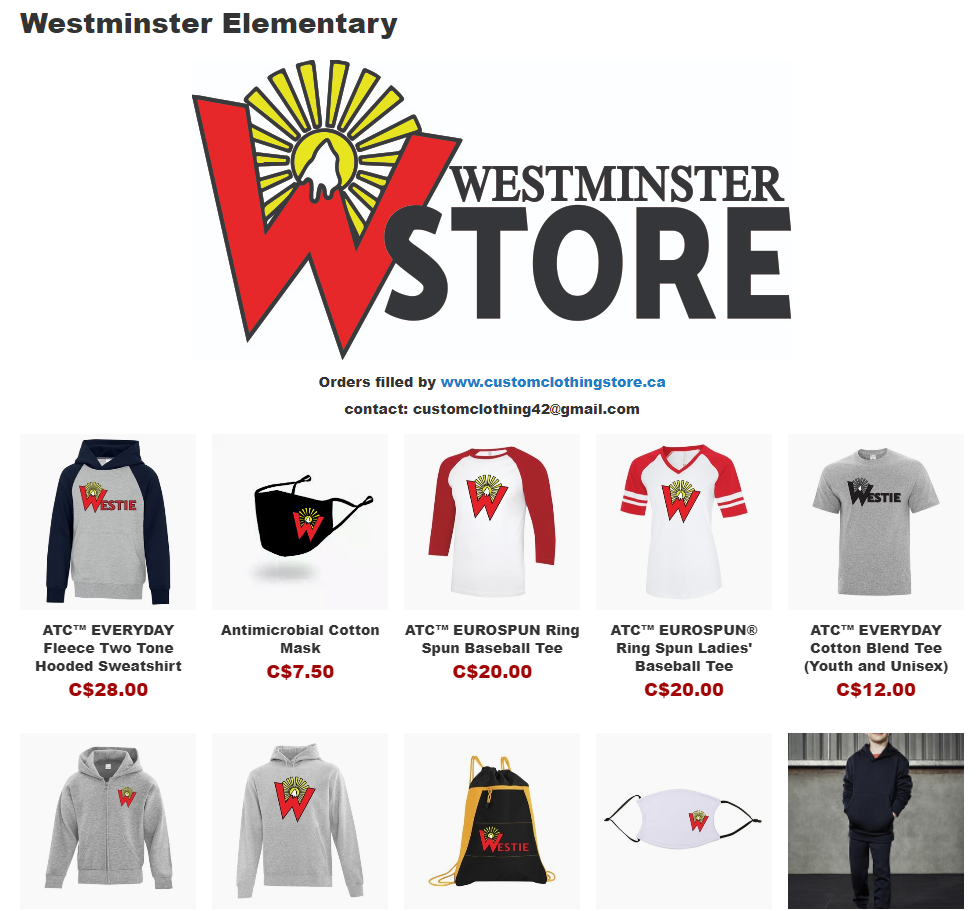 Westminster Elementary
WESTMINSTER
STORE
Orders filled by www.customclothingstore.ca
contact: customclothing42@gmail.com
WESTIE
WESTIE
ATC™ EVERYDAY
Fleece Two Tone
Hooded Sweatshirt
C$28.00
Antimicrobial Cotton
Mask
C$7.50
ATC™ EUROSPUN Ring
Spun Baseball Tee
C$20.00
ATC™ EUROSPUN®
Ring Spun Ladies'
Baseball Tee
C$20.00
ATC™ EVERYDAY
Cotton Blend Tee
(Youth and Unisex)
C$12.00
WESTIE